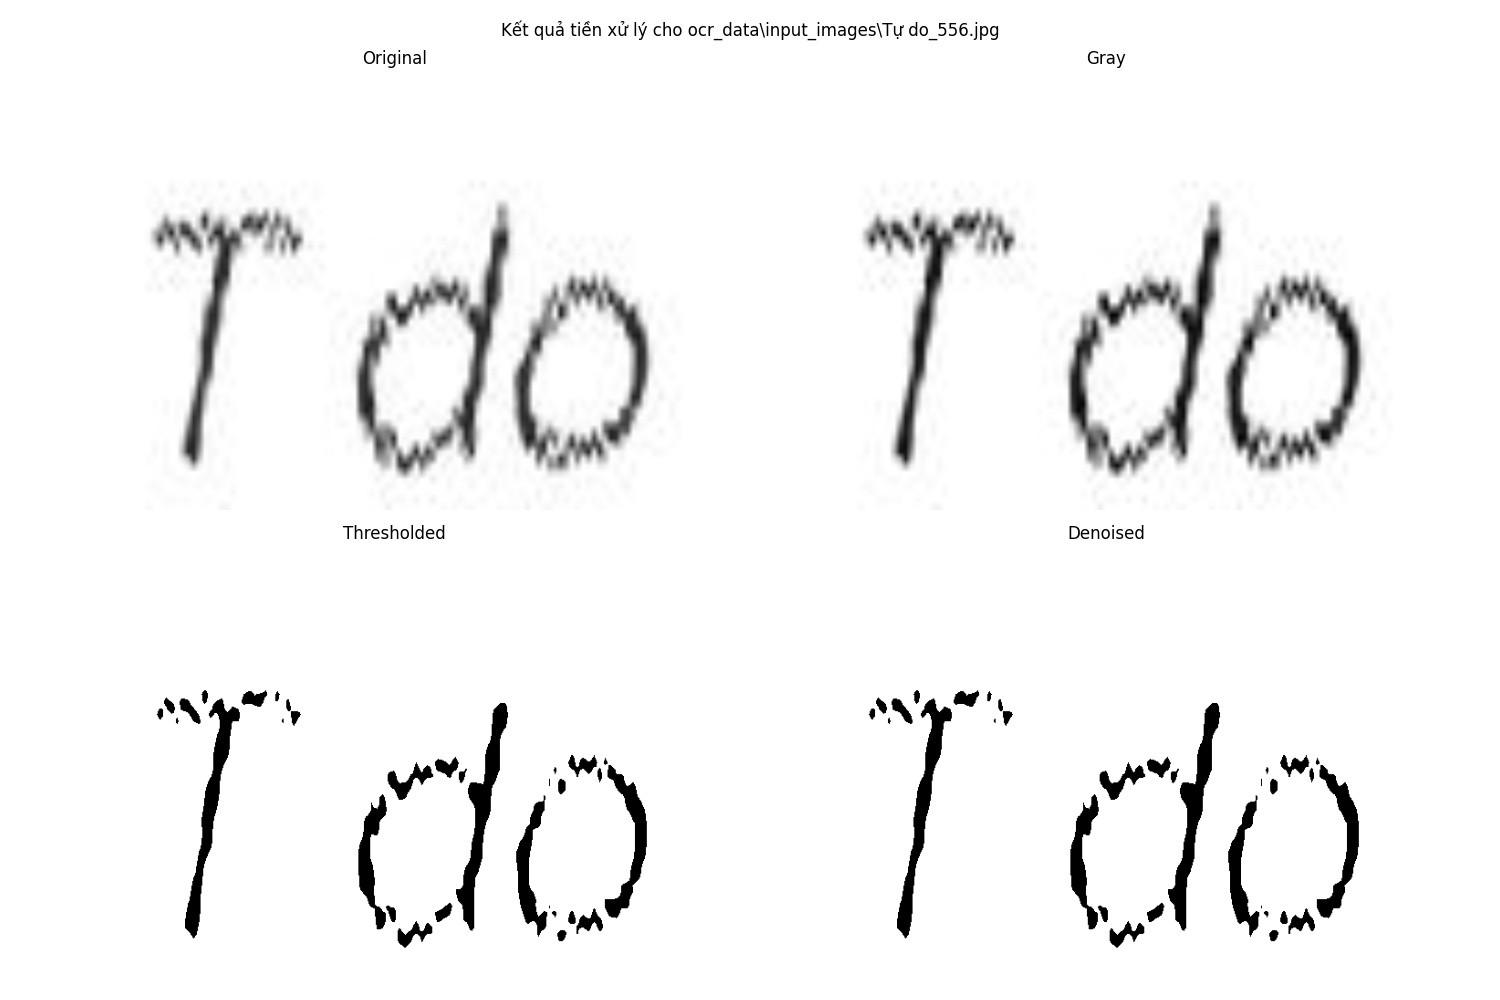 Kết quả tiền xử lý cho ocr_data\input_images\Tự do_556.jpg
Original
Gray
T do
T do
Thresholded
Denoised
T do
T do